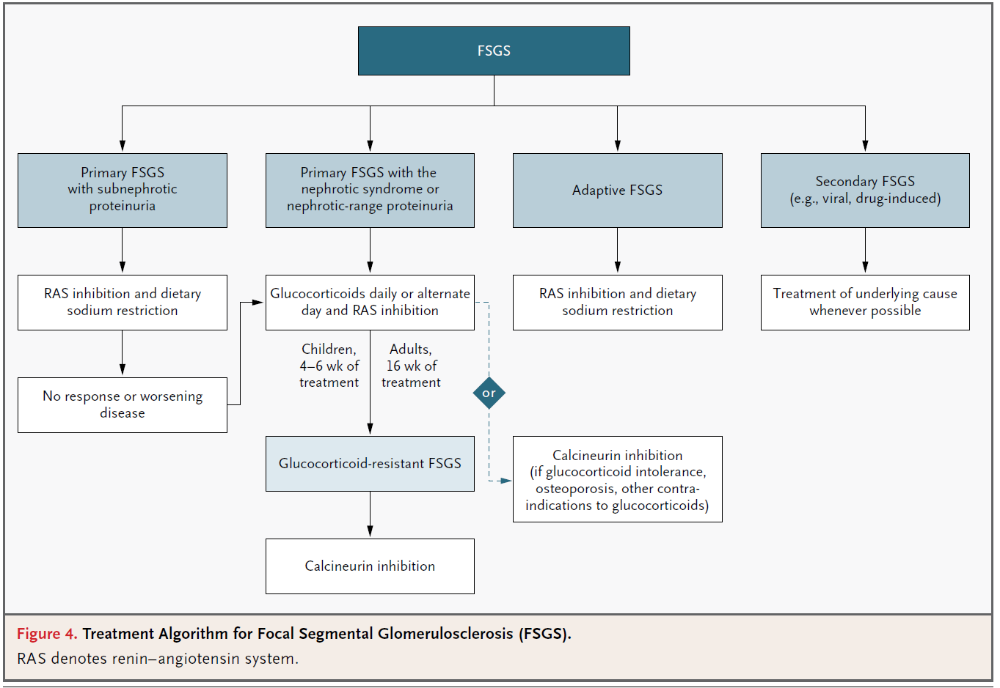 FSGS
Primary FSGS
with subnephrotic
proteinuria
Primary FSGS with the
nephrotic syndrome or
nephrotic-range proteinuria
Adaptive FSGS
Secondary FSGS
(e.g., viral, drug-induced)
RAS inhibition and dietary
sodium restriction
Glucocorticoids daily or alternate
day and RAS inhibition
RAS inhibition and dietary
sodium restriction
Treatment of underlying cause
whenever possible
Children,
4–6 wk of
treatment
Adults,
16 wk of
treatment
No response or worsening
disease
or
Glucocorticoid-resistant FSGS
Calcineurin inhibition
(if glucocorticoid intolerance,
osteoporosis, other contra-
indications to glucocorticoids)
Calcineurin inhibition
Figure 4. Treatment Algorithm for Focal Segmental Glomerulosclerosis (FSGS).
RAS denotes renin–angiotensin system.